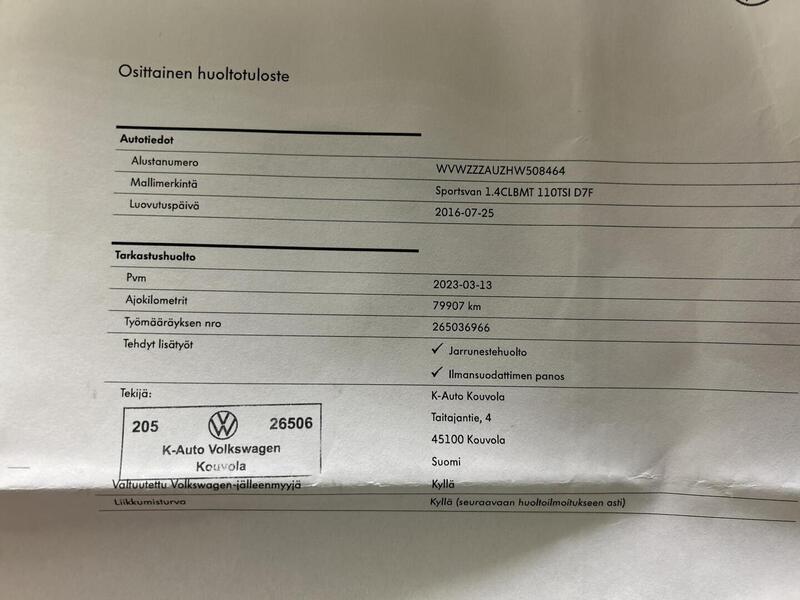 Osittainen huoltotuloste
Autotiedot
Alustanumero WVWZZZAUZHW508464
Mallimerkintä Sportsvan 1.4CLBMT 110TSI D7F
Luovutuspäivä 2016-07-25
Tarkastushuolto
Pvm 2023-03-13
Ajokilometrit 79907 km
Työmääräyksen nro 265036966
Tehdyt lisätyöt ✓ Jarrunestehuolto
✓ Ilmansuodattimen panos
Tekijä: K-Auto Kouvola
Taitajantie, 4
45100 Kouvola
Suomi
205 26506
K-Auto Volkswagen
Kouvola
Valtuutettu Volkswagen-jälleenmyyjä Kyllä
Liikkumisturva Kyllä (seuraavaan huoltoilmoitukseen asti)